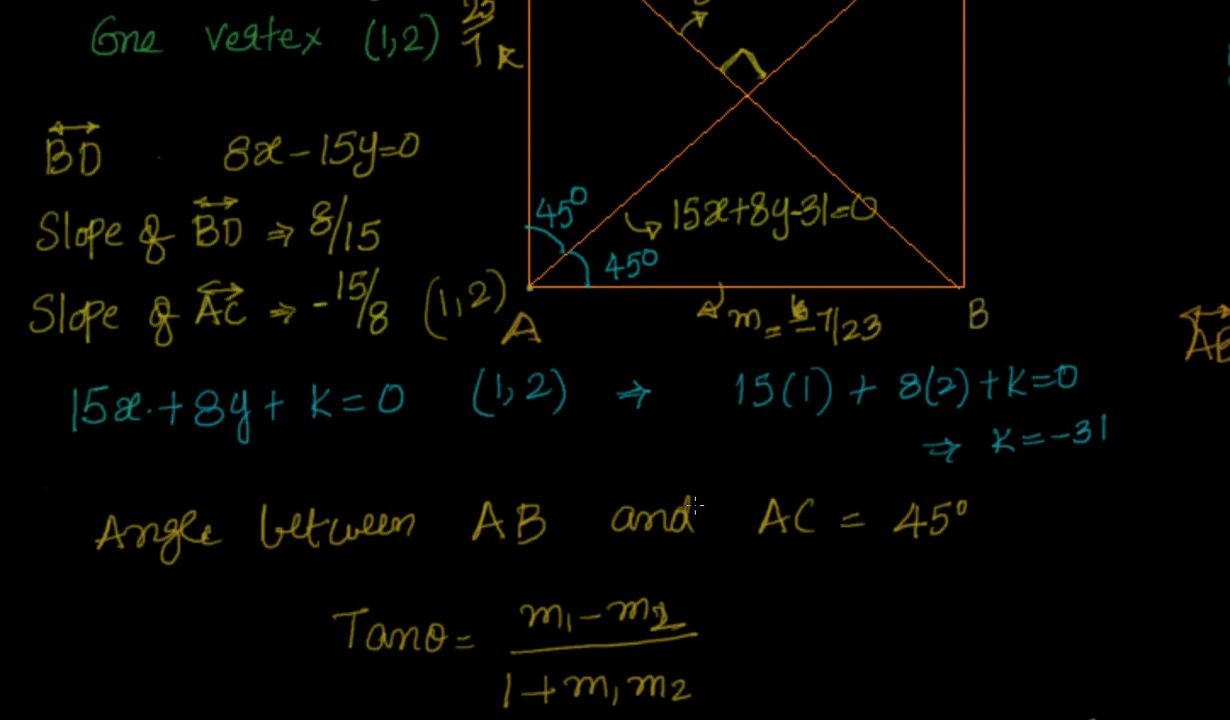 One vertex (1,2)
23/7
BD 8x-15y=0
Slope of BD ⇒ 8/15
45°
15x+8y-31=0
45°
Slope of AC ⇒ -15/8 (1,2)
A
m = -7/23
B
15x+8y+k=0 (1,2) ⇒ 15(1) + 8(2)+k=0
⇒ k=-31
Angle between AB and AC = 45°
Tanθ = m₁-m₂
1+m₁m₂